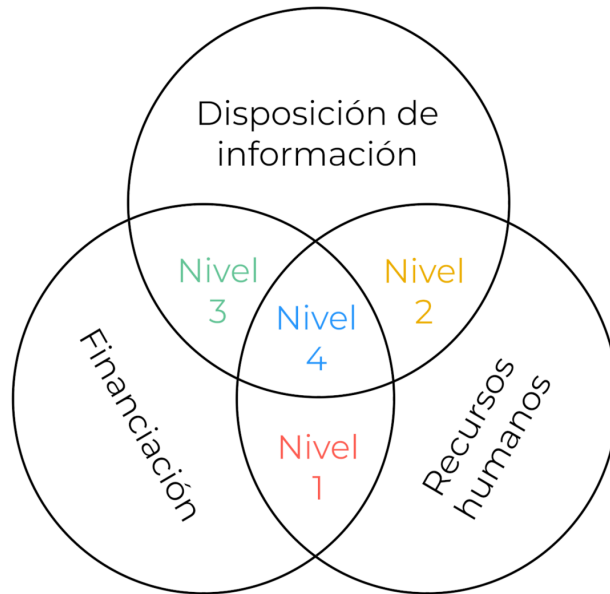 Disposición de
información
Nivel
3
Nivel
2
Nivel
4
Financiación
Recursos
humanos
Nivel
1